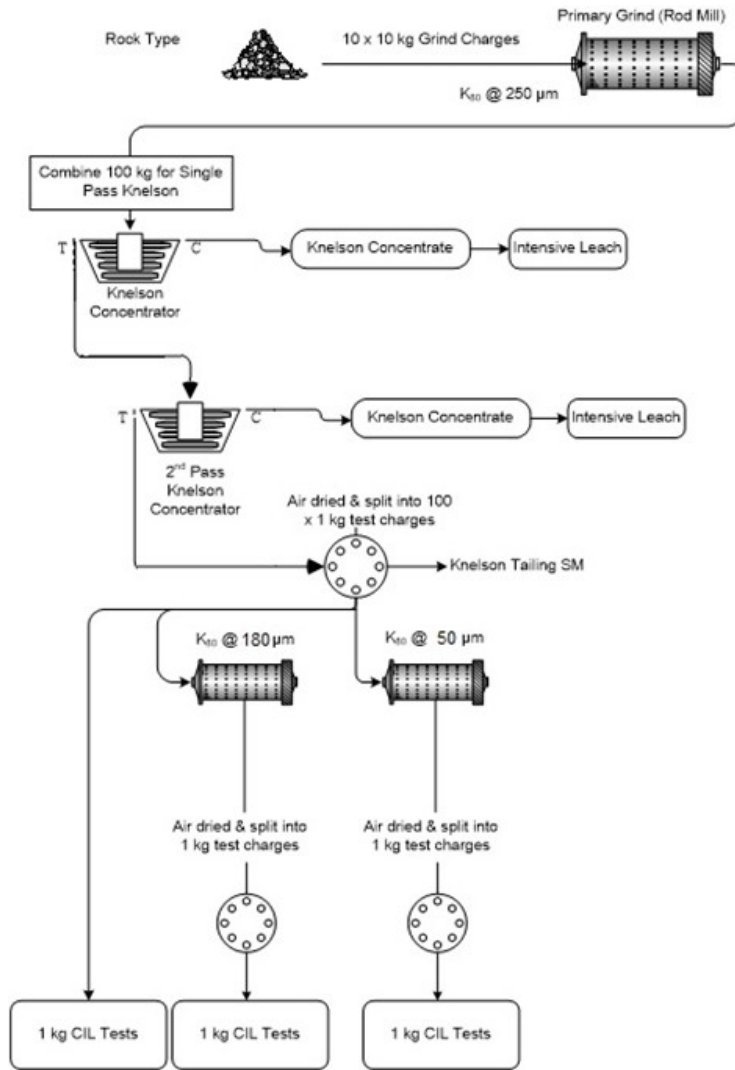 Primary Grind (Rod Mill)
Rock Type
10 x 10 kg Grind Charges
K₈₀ @ 250 µm
Combine 100 kg for Single
Pass Knelson
T
C
Knelson Concentrate
Intensive Leach
Knelson
Concentrator
T
C
Knelson Concentrate
Intensive Leach
2nd Pass
Knelson
Concentrator
Air dried & split into 100
x 1 kg test charges
Knelson Tailing SM
K₈₀ @ 180 µm
K₈₀ @ 50 µm
Air dried & split into
1 kg test charges
Air dried & split into
1 kg test charges
1 kg CIL Tests
1 kg CIL Tests
1 kg CIL Tests